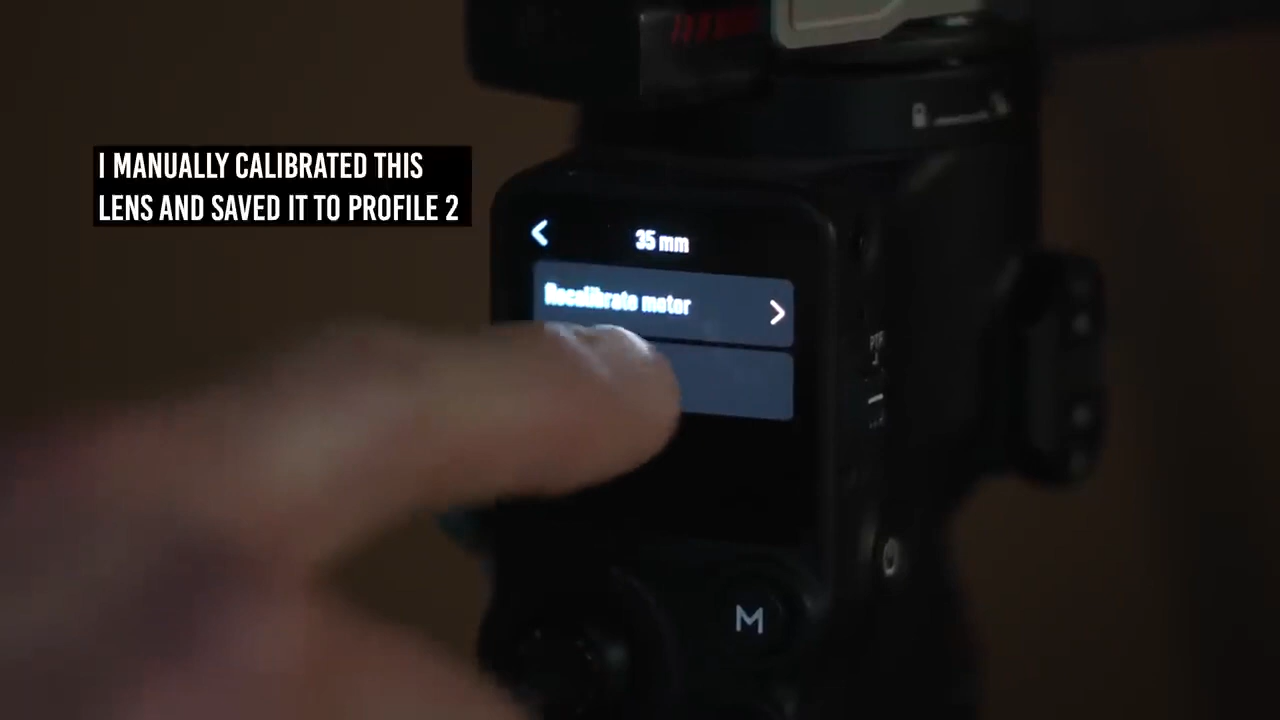 I MANUALLY CALIBRATED THIS
LENS AND SAVED IT TO PROFILE 2
35 mm
Recalibrate motor
M